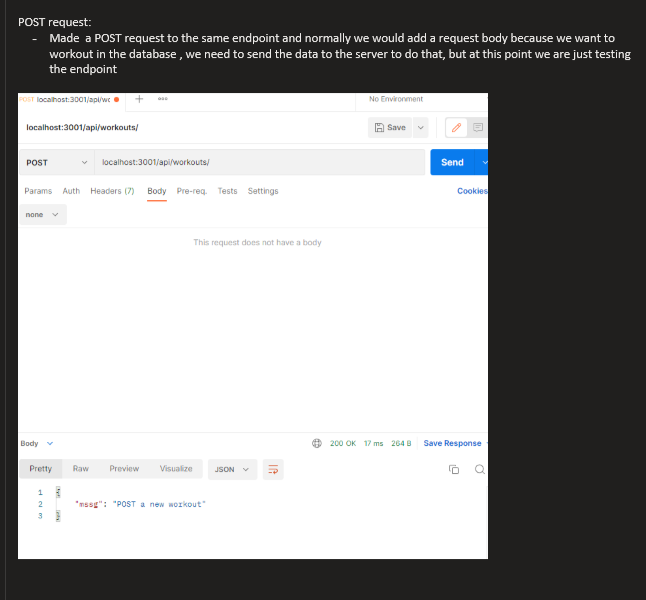 POST request:
- Made a POST request to the same endpoint and normally we would add a request body because we want to
workout in the database , we need to send the data to the server to do that, but at this point we are just testing
the endpoint
POST localhost:3001/api/wc + ooo No Environment
localhost:3001/api/workouts/ Save
POST localhost:3001/api/workouts/ Send
Params Auth Headers (7) Body Pre-req. Tests Settings Cookies
none
This request does not have a body
Body 200 OK 17 ms 264 B Save Response
Pretty Raw Preview Visualize JSON
1 {
2 "mssg": "POST a new workout"
3 }